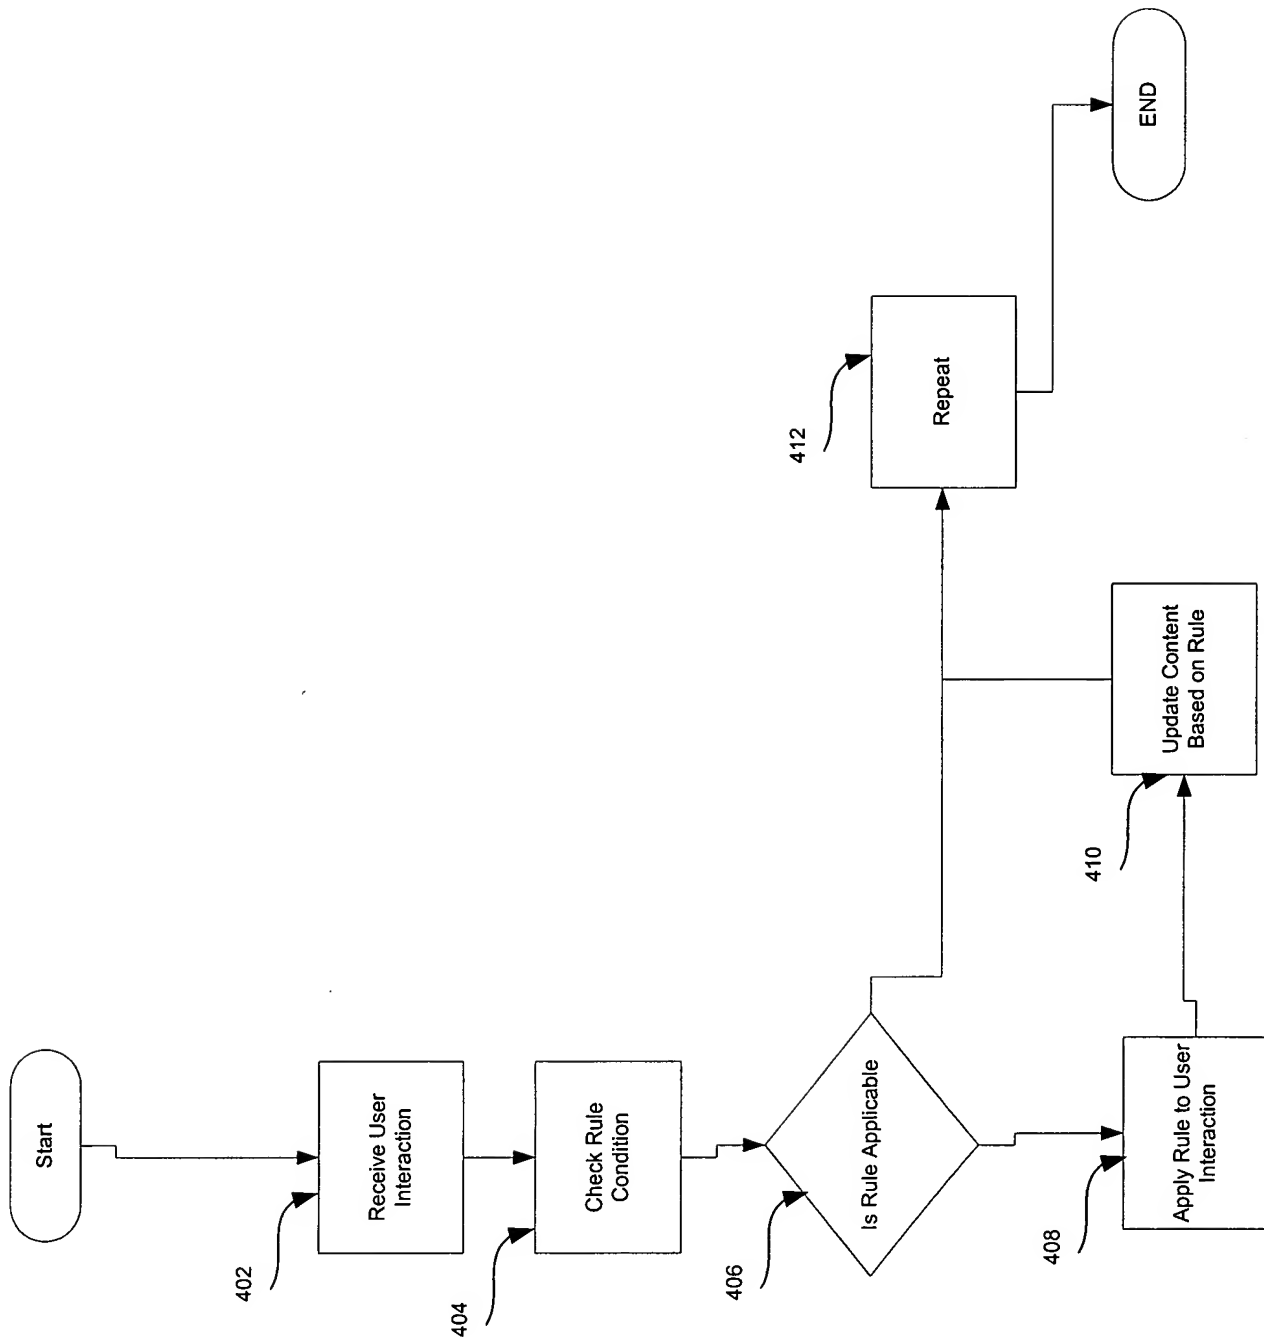 Start
402
Receive User
Interaction
404
Check Rule
Condition
406
Is Rule Applicable
408
Apply Rule to User
Interaction
410
Update Content
Based on Rule
412
Repeat
END